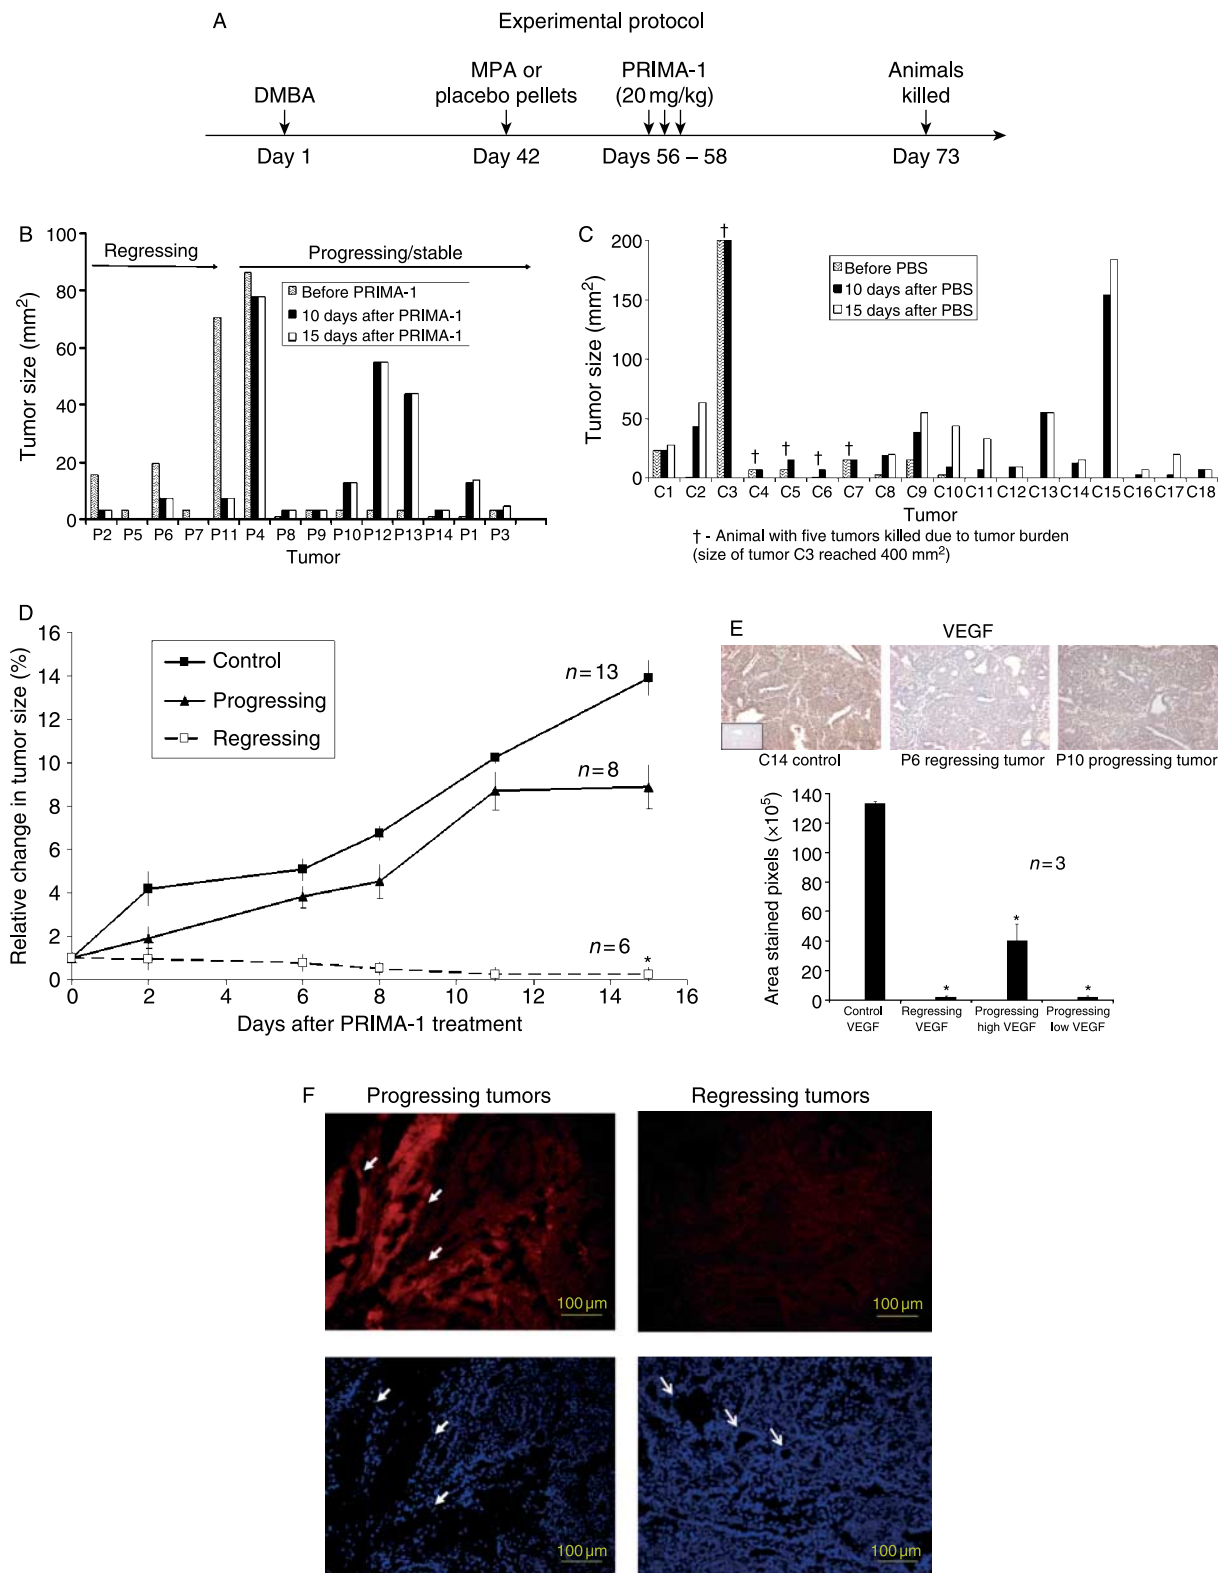 A
Experimental protocol
DMBA
MPA or
placebo pellets
PRIMA-1
(20 mg/kg)
Animals
killed
Day 1
Day 42
Days 56 – 58
Day 73
B
Regressing
Progressing/stable
Before PRIMA-1
10 days after PRIMA-1
15 days after PRIMA-1
Tumor size (mm²)
100
80
60
40
20
0
P2 P5 P6 P7 P11 P4 P8 P9 P10 P12 P13 P14 P1 P3
Tumor
C
Before PBS
10 days after PBS
15 days after PBS
Tumor size (mm²)
200
150
100
50
0
† † † † †
C1 C2 C3 C4 C5 C6 C7 C8 C9 C10 C11 C12 C13 C14 C15 C16 C17 C18
Tumor
† - Animal with five tumors killed due to tumor burden
(size of tumor C3 reached 400 mm²)
D
Control
Progressing
Regressing
Relative change in tumor size (%)
16
14
12
10
8
6
4
2
0
n=13
n=8
n=6
*
0 2 4 6 8 10 12 14 16
Days after PRIMA-1 treatment
E
VEGF
C14 control
P6 regressing tumor
P10 progressing tumor
Area stained pixels (×10⁵)
140
120
100
80
60
40
20
0
n=3
* * *
Control
VEGF
Regressing
VEGF
Progressing
high VEGF
Progressing
low VEGF
F
Progressing tumors
Regressing tumors
100 µm
100 µm
100 µm
100 µm